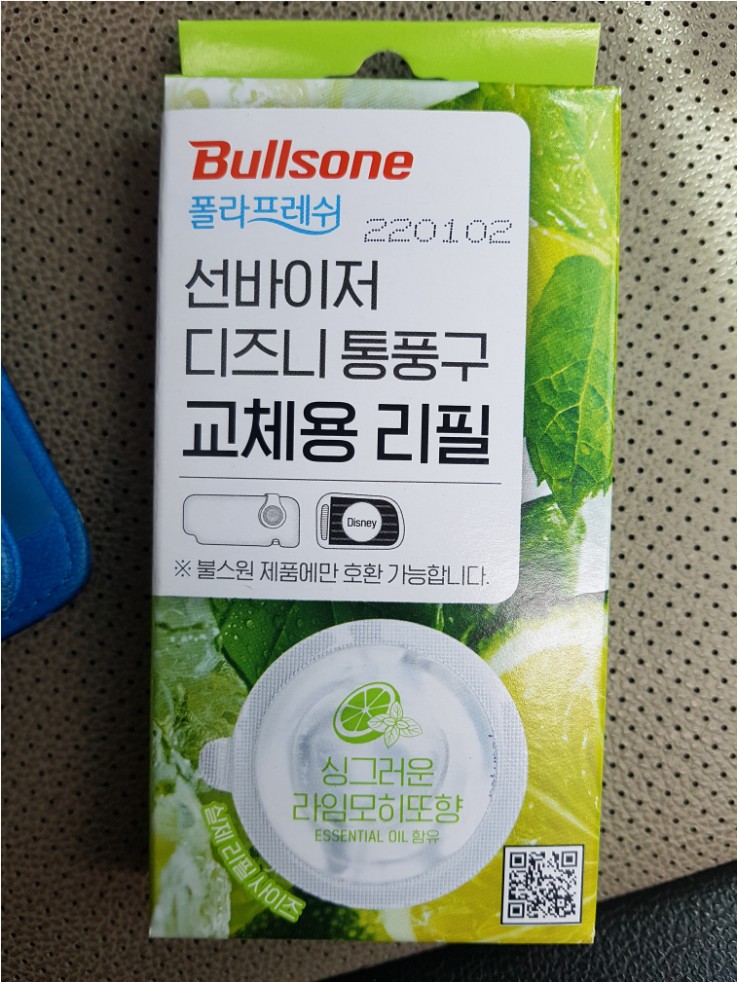 Bullsone
폴라프레쉬
220102
선바이저
디즈니 통풍구
교체용 리필
Disney
※ 불스원 제품에만 호환 가능합니다.
싱그러운
라임모히또향
ESSENTIAL OIL 함유
실제 리필 사이즈